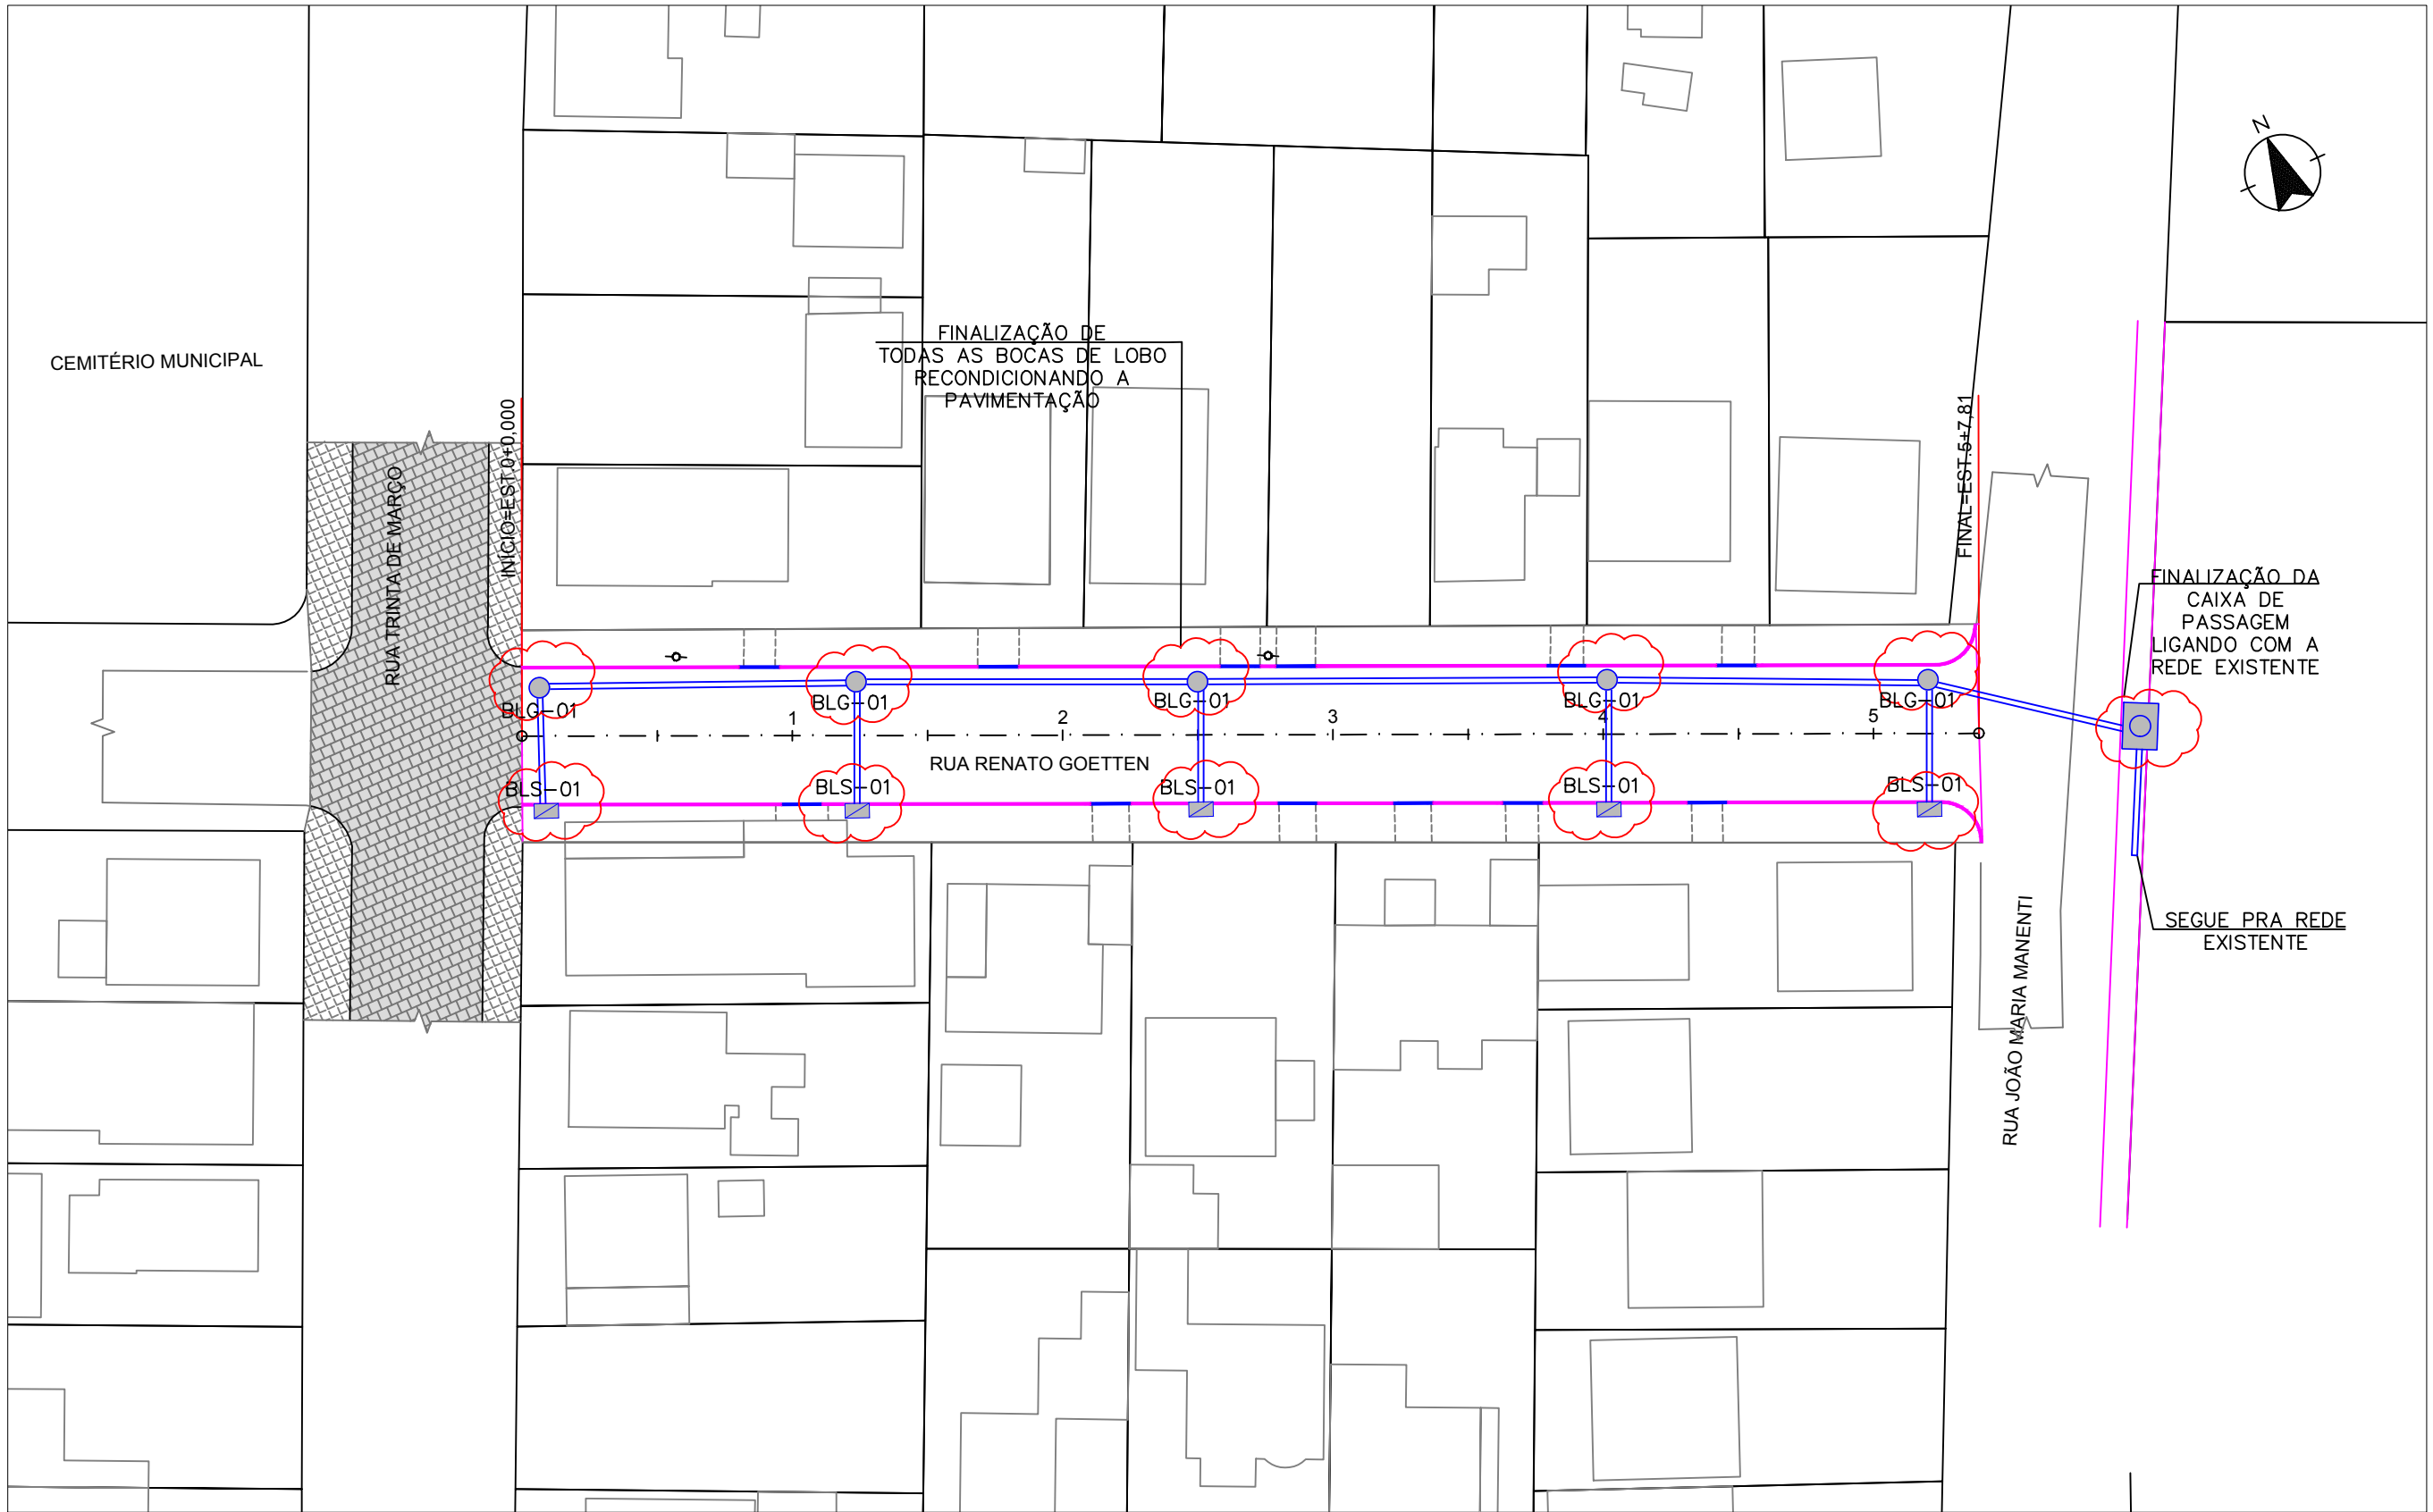 N
CEMITÉRIO MUNICIPAL
FINALIZAÇÃO DE
TODAS AS BOCAS DE LOBO
RECONDICIONANDO A
PAVIMENTAÇÃO
RUA TRINTA DE MARÇO
INÍCIO=EST.0+0,000
FINAL=EST.5+7,81
FINALIZAÇÃO DA
CAIXA DE
PASSAGEM
LIGANDO COM A
REDE EXISTENTE
BLG-01
BLG-01
BLG-01
BLG-01
BLG-01
1
2
3
4
5
RUA RENATO GOETTEN
BLS-01
BLS-01
BLS-01
BLS-01
BLS-01
SEGUE PRA REDE
EXISTENTE
RUA JOÃO MARIA MANENTI